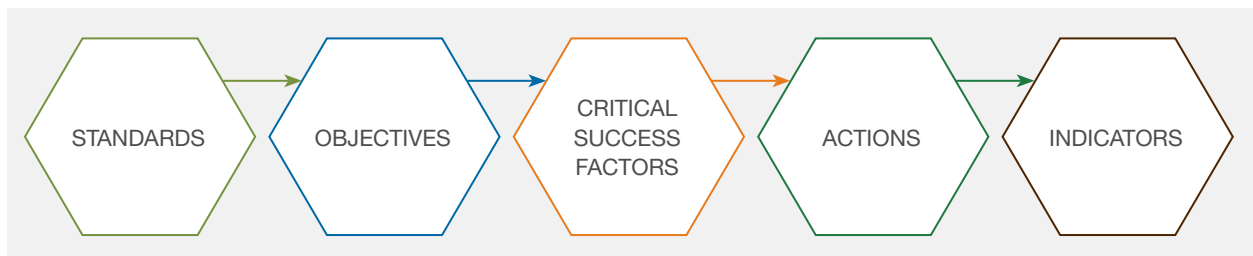 STANDARDS
OBJECTIVES
CRITICAL
SUCCESS
FACTORS
ACTIONS
INDICATORS